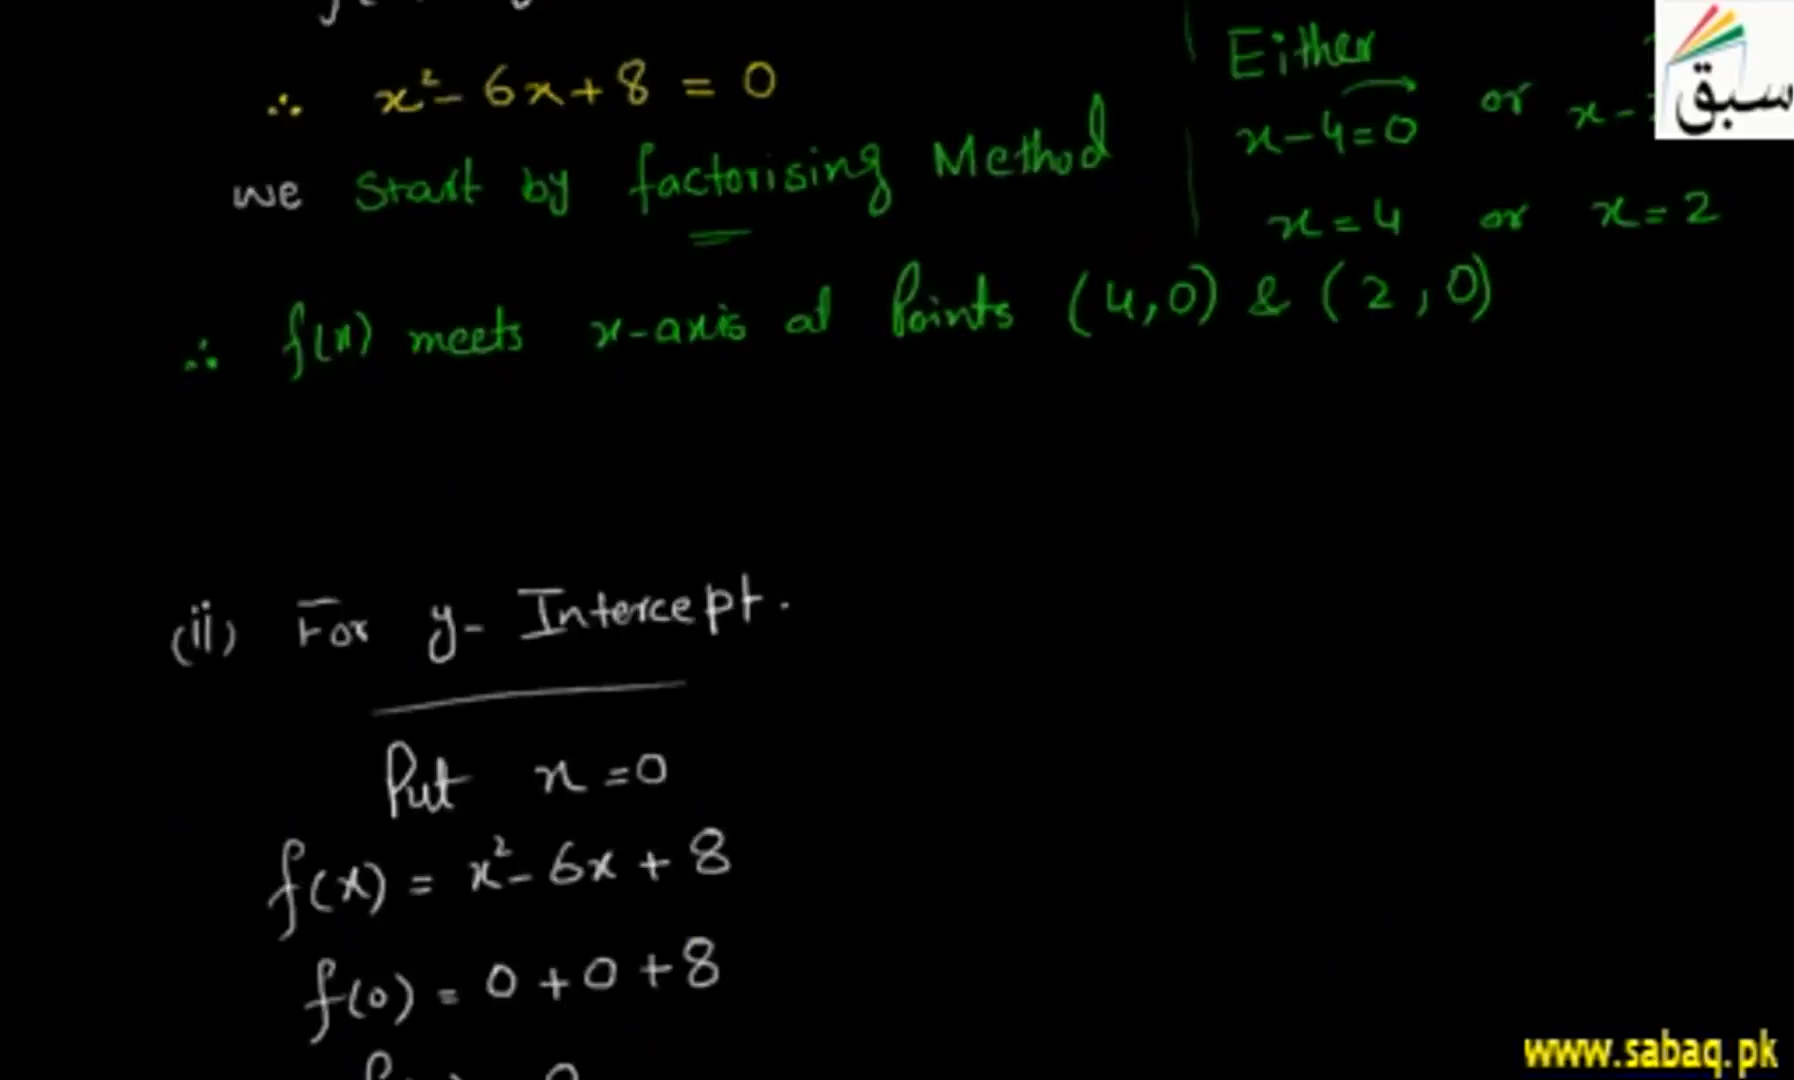 ∴ x² - 6x + 8 = 0
we Start by factorising Method
Either
x - 4 = 0 or x -
x = 4 or x = 2
∴ f(x) meets x-axis at Points (4,0) & (2,0)
(ii) For y- Intercept.
Put x = 0
f(x) = x² - 6x + 8
f(0) = 0 + 0 + 8
سبق
www.sabaq.pk